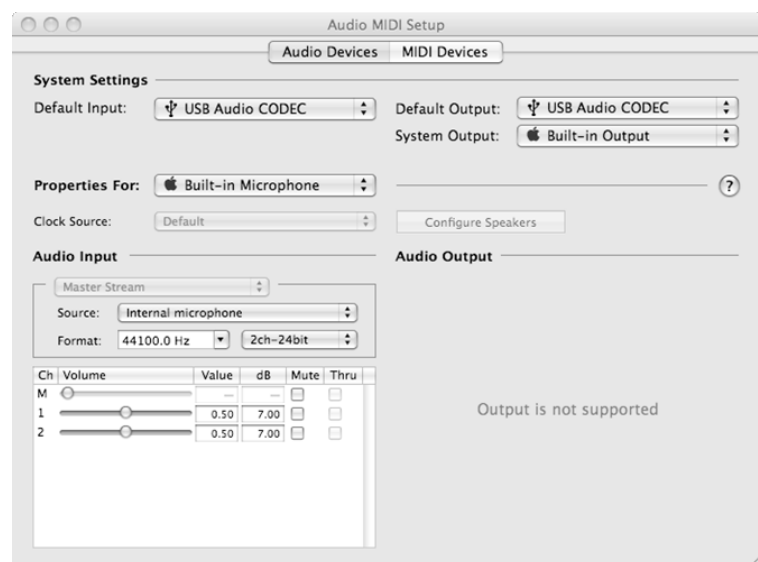 Audio MIDI Setup
Audio Devices MIDI Devices
System Settings
Default Input: USB Audio CODEC Default Output: USB Audio CODEC
System Output: Built-in Output
Properties For: Built-in Microphone ?
Clock Source: Default Configure Speakers
Audio Input Audio Output
Master Stream
Source: Internal microphone
Format: 44100.0 Hz 2ch-24bit
Ch Volume Value dB Mute Thru
M — —
1 0.50 7.00
2 0.50 7.00
Output is not supported